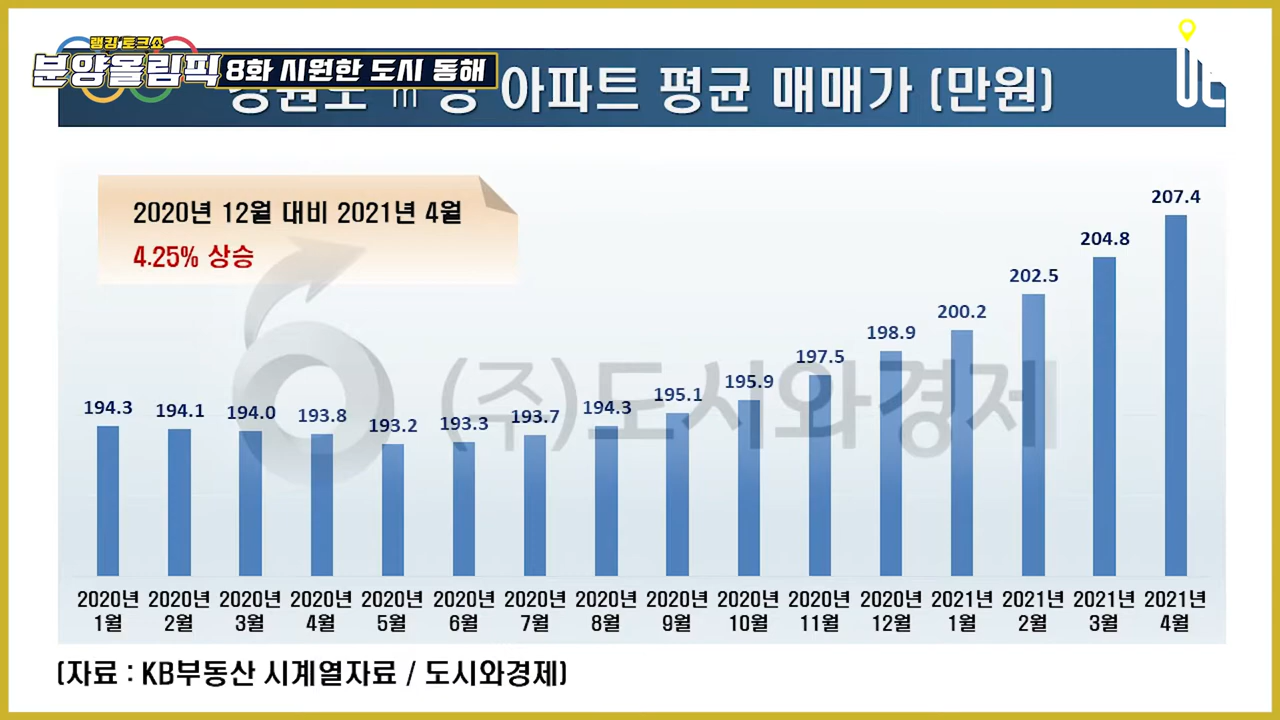 랭킹 토크쇼
분양올림픽 8화 시원한 도시 동해
아파트 평균 매매가 (만원)
2020년 12월 대비 2021년 4월
4.25% 상승
207.4
204.8
202.5
200.2
198.9
197.5
195.9
195.1
194.3
194.1
194.0
193.8
193.2
193.3
193.7
194.3
(주)도시와경제
2020년 2020년 2020년 2020년 2020년 2020년 2020년 2020년 2020년 2020년 2020년 2020년 2021년 2021년 2021년 2021년
1월 2월 3월 4월 5월 6월 7월 8월 9월 10월 11월 12월 1월 2월 3월 4월
(자료 : KB부동산 시계열자료 / 도시와경제)